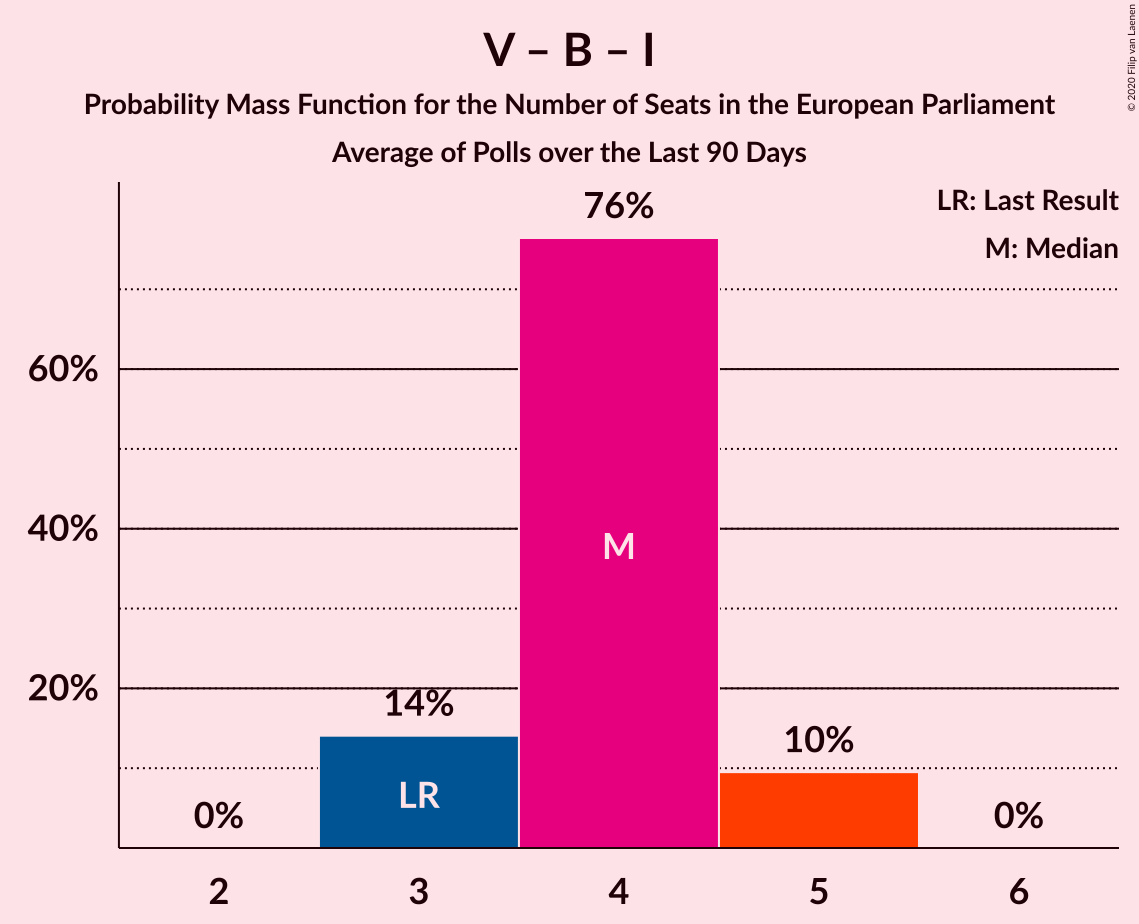 V – B – I
Probability Mass Function for the Number of Seats in the European Parliament
Average of Polls over the Last 90 Days
© 2020 Filip van Laenen
LR: Last Result
M: Median
76%
60%
40%
M
20%
14%
10%
LR
0%
0%
2
3
4
5
6